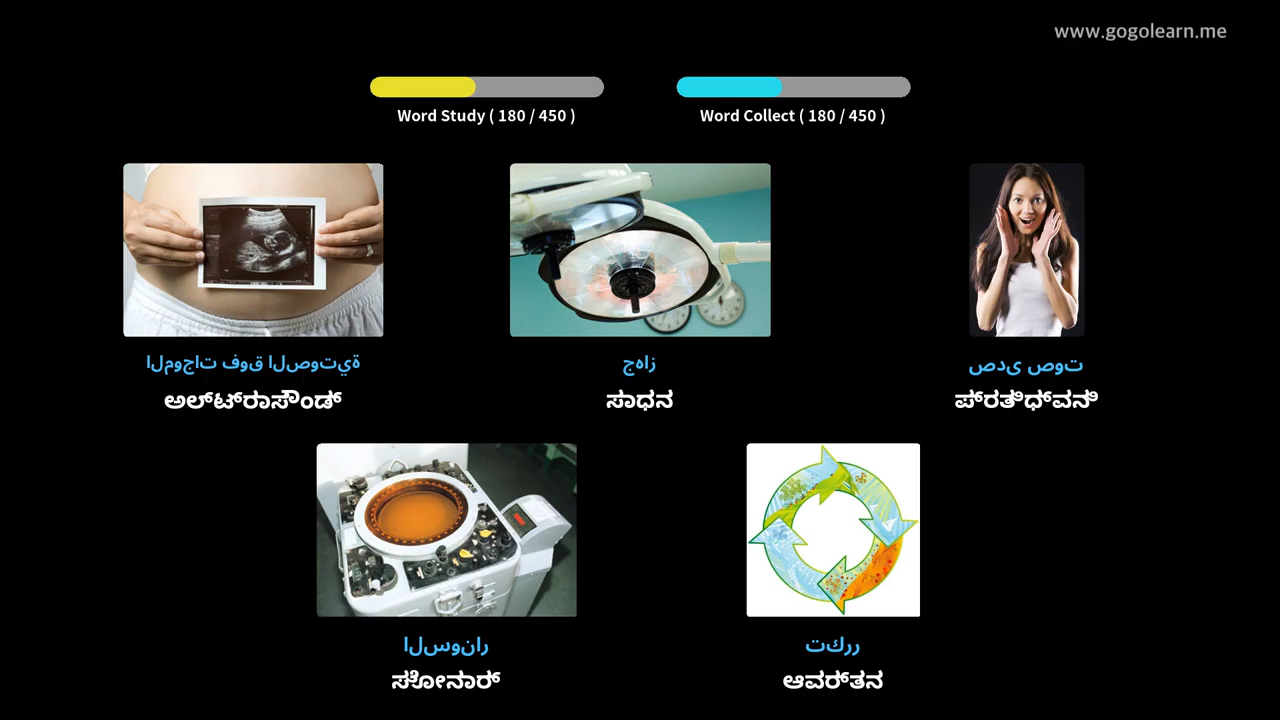 www.gogolearn.me
Word Study ( 180 / 450 )
Word Collect ( 180 / 450 )
الموجات فوق الصوتية
جهاز
صدى صوت
ಅಲ್ಟ್ರಾಸೌಂಡ್
ಸಾಧನ
ಪ್ರತಿಧ್ವನಿ
السونار
تكرر
ಸೋನಾರ್
ಆವರ್ತನ